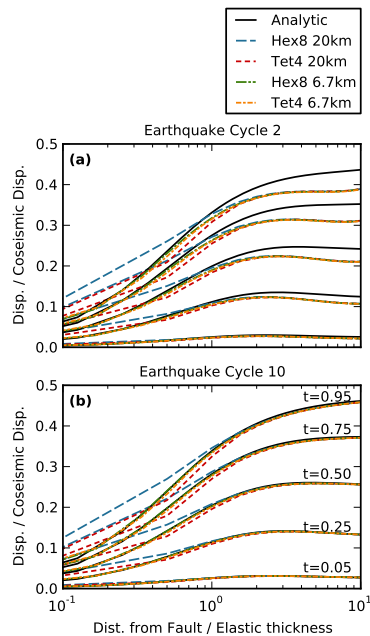 Analytic
Hex8 20km
Tet4 20km
Hex8 6.7km
Tet4 6.7km
Earthquake Cycle 2
(a)
0.5
0.4
0.3
0.2
0.1
0.0
Disp. / Coseismic Disp.
Earthquake Cycle 10
(b)
t=0.95
t=0.75
t=0.50
t=0.25
t=0.05
0.5
0.4
0.3
0.2
0.1
0.0
Disp. / Coseismic Disp.
10⁻¹ 10⁰ 10¹
Dist. from Fault / Elastic thickness